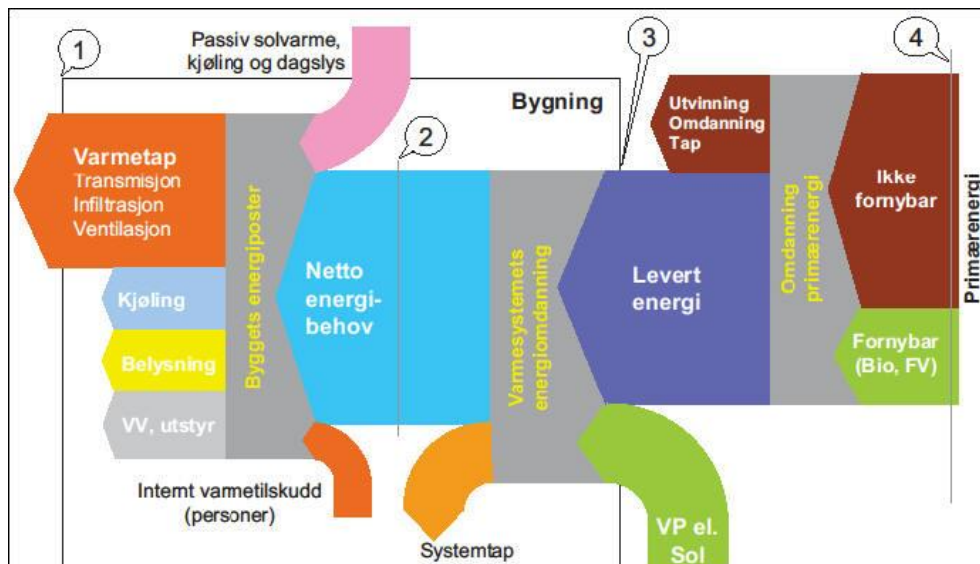 1
Passiv solvarme,
kjøling og dagslys
3
4
Bygning
2
Varmetap
Transmisjon
Infiltrasjon
Ventilasjon
Kjøling
Belysning
VV, utstyr
Byggets energiposter
Netto
energi-
behov
Internt varmetilskudd
(personer)
Systemtap
Varmesystemets
energiomdanning
Levert
energi
VP el.
Sol
Utvinning
Omdanning
Tap
Omdanning
primærenergi
Ikke
fornybar
Fornybar
(Bio, FV)
Primærenergi